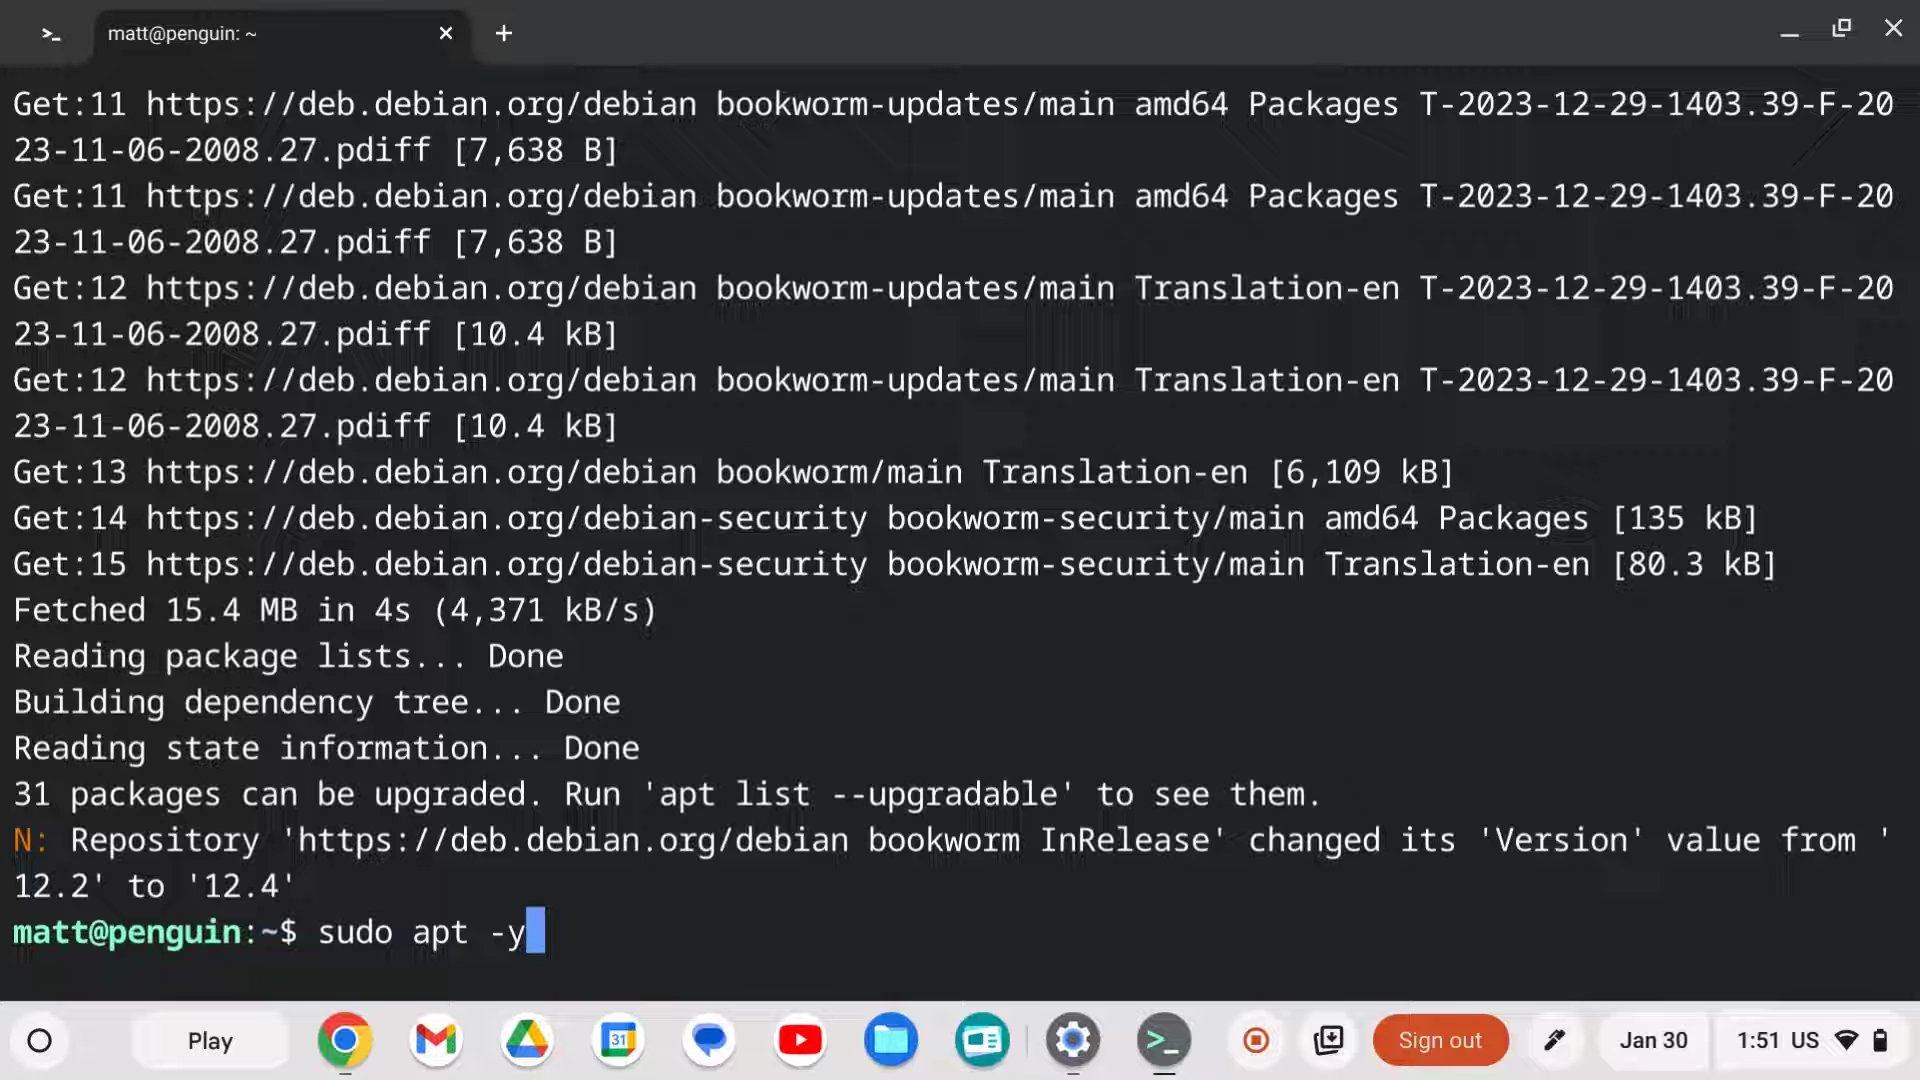 >_ matt@penguin: ~ × +
Get:11 https://deb.debian.org/debian bookworm-updates/main amd64 Packages T-2023-12-29-1403.39-F-20
23-11-06-2008.27.pdiff [7,638 B]
Get:11 https://deb.debian.org/debian bookworm-updates/main amd64 Packages T-2023-12-29-1403.39-F-20
23-11-06-2008.27.pdiff [7,638 B]
Get:12 https://deb.debian.org/debian bookworm-updates/main Translation-en T-2023-12-29-1403.39-F-20
23-11-06-2008.27.pdiff [10.4 kB]
Get:12 https://deb.debian.org/debian bookworm-updates/main Translation-en T-2023-12-29-1403.39-F-20
23-11-06-2008.27.pdiff [10.4 kB]
Get:13 https://deb.debian.org/debian bookworm/main Translation-en [6,109 kB]
Get:14 https://deb.debian.org/debian-security bookworm-security/main amd64 Packages [135 kB]
Get:15 https://deb.debian.org/debian-security bookworm-security/main Translation-en [80.3 kB]
Fetched 15.4 MB in 4s (4,371 kB/s)
Reading package lists... Done
Building dependency tree... Done
Reading state information... Done
31 packages can be upgraded. Run 'apt list --upgradable' to see them.
N: Repository 'https://deb.debian.org/debian bookworm InRelease' changed its 'Version' value from '
12.2' to '12.4'
matt@penguin:~$ sudo apt -y
Play 31 >_ Sign out Jan 30 1:51 US